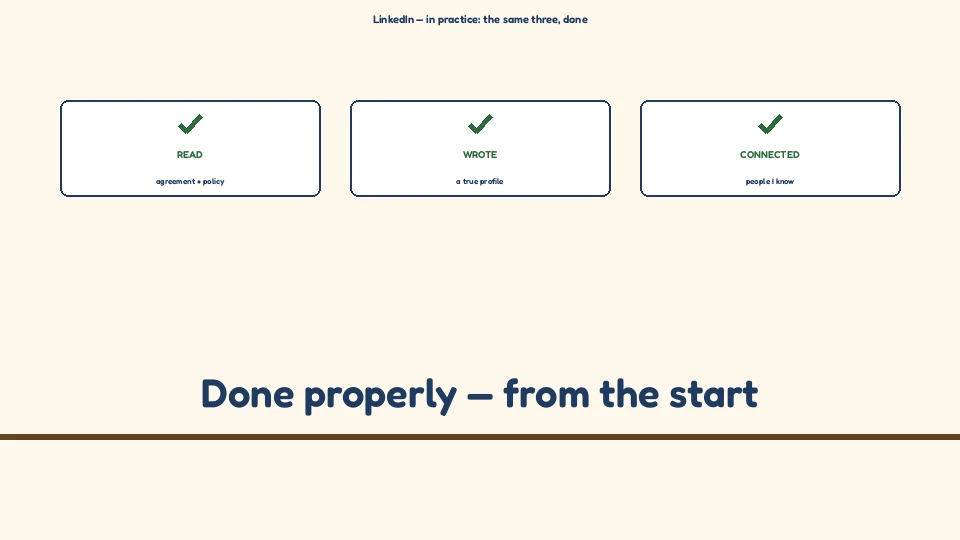 LinkedIn — in practice: the same three, done
READ
agreement + policy
WROTE
a true profile
CONNECTED
people I know
Done properly — from the start